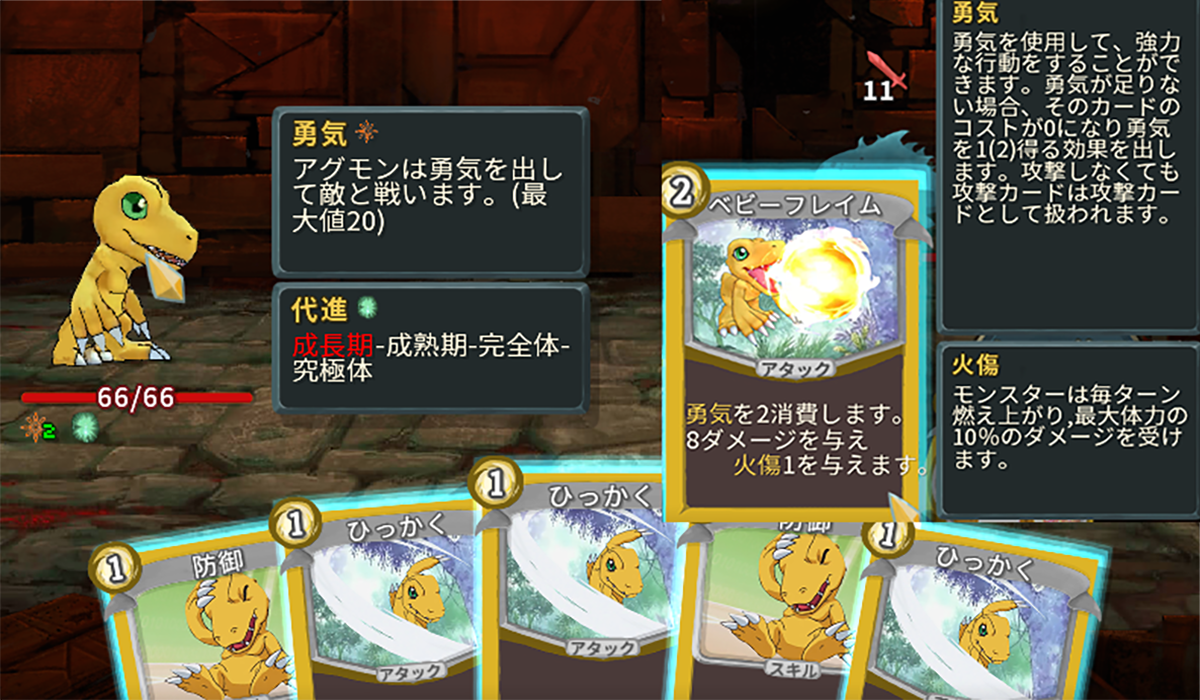 勇気
アグモンは勇気を出し
て敵と戦います。(最
大値20)
代進
成長期-成熟期-完全体-
究極体
66/66
2
11
勇気
勇気を使用して、強力
な行動をすることがで
きます。勇気が足りな
い場合、そのカードの
コストが0になり勇気
を1(2)得る効果を出し
ます。攻撃しなくても
攻撃カードは攻撃カー
ドとして扱われます。
2
ベビーフレイム
アタック
勇気を2消費します。
8ダメージを与え
火傷1を与えます。
火傷
モンスターは毎ターン
燃え上がり,最大体力の
10%のダメージを受け
ます。
1
防御
1
ひっかく。
アタック
1
ひっかく。
アタック
防御
スキル
1
ひっかく。